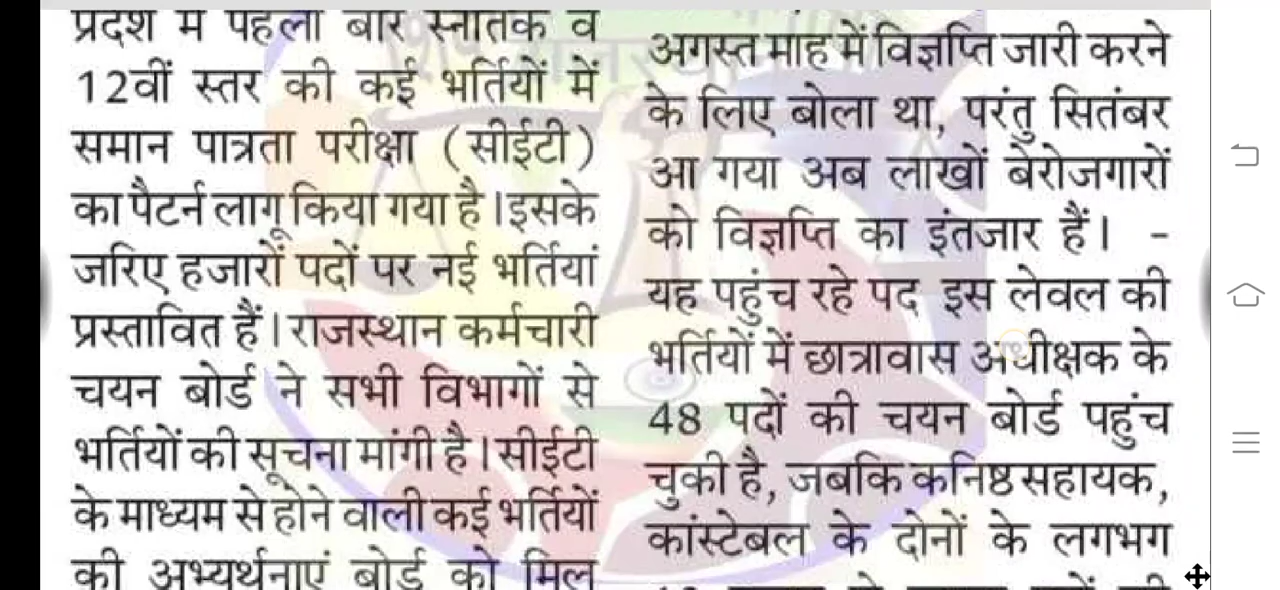 प्रदेश में पहली बार स्नातक व
12वीं स्तर की कई भर्तियों में
समान पात्रता परीक्षा (सीईटी)
का पैटर्न लागू किया गया है। इसके
जरिए हजारों पदों पर नई भर्तियां
प्रस्तावित हैं। राजस्थान कर्मचारी
चयन बोर्ड ने सभी विभागों से
भर्तियों की सूचना मांगी है। सीईटी
के माध्यम से होने वाली कई भर्तियों
की अभ्यर्थनाएं बोर्ड को मिल
अगस्त माह में विज्ञप्ति जारी करने
के लिए बोला था, परंतु सितंबर
आ गया अब लाखों बेरोजगारों
को विज्ञप्ति का इंतजार हैं। -
यह पहुंच रहे पद इस लेवल की
भर्तियों में छात्रावास अधीक्षक के
48 पदों की चयन बोर्ड पहुंच
चुकी है, जबकि कनिष्ठ सहायक,
कांस्टेबल के दोनों के लगभग